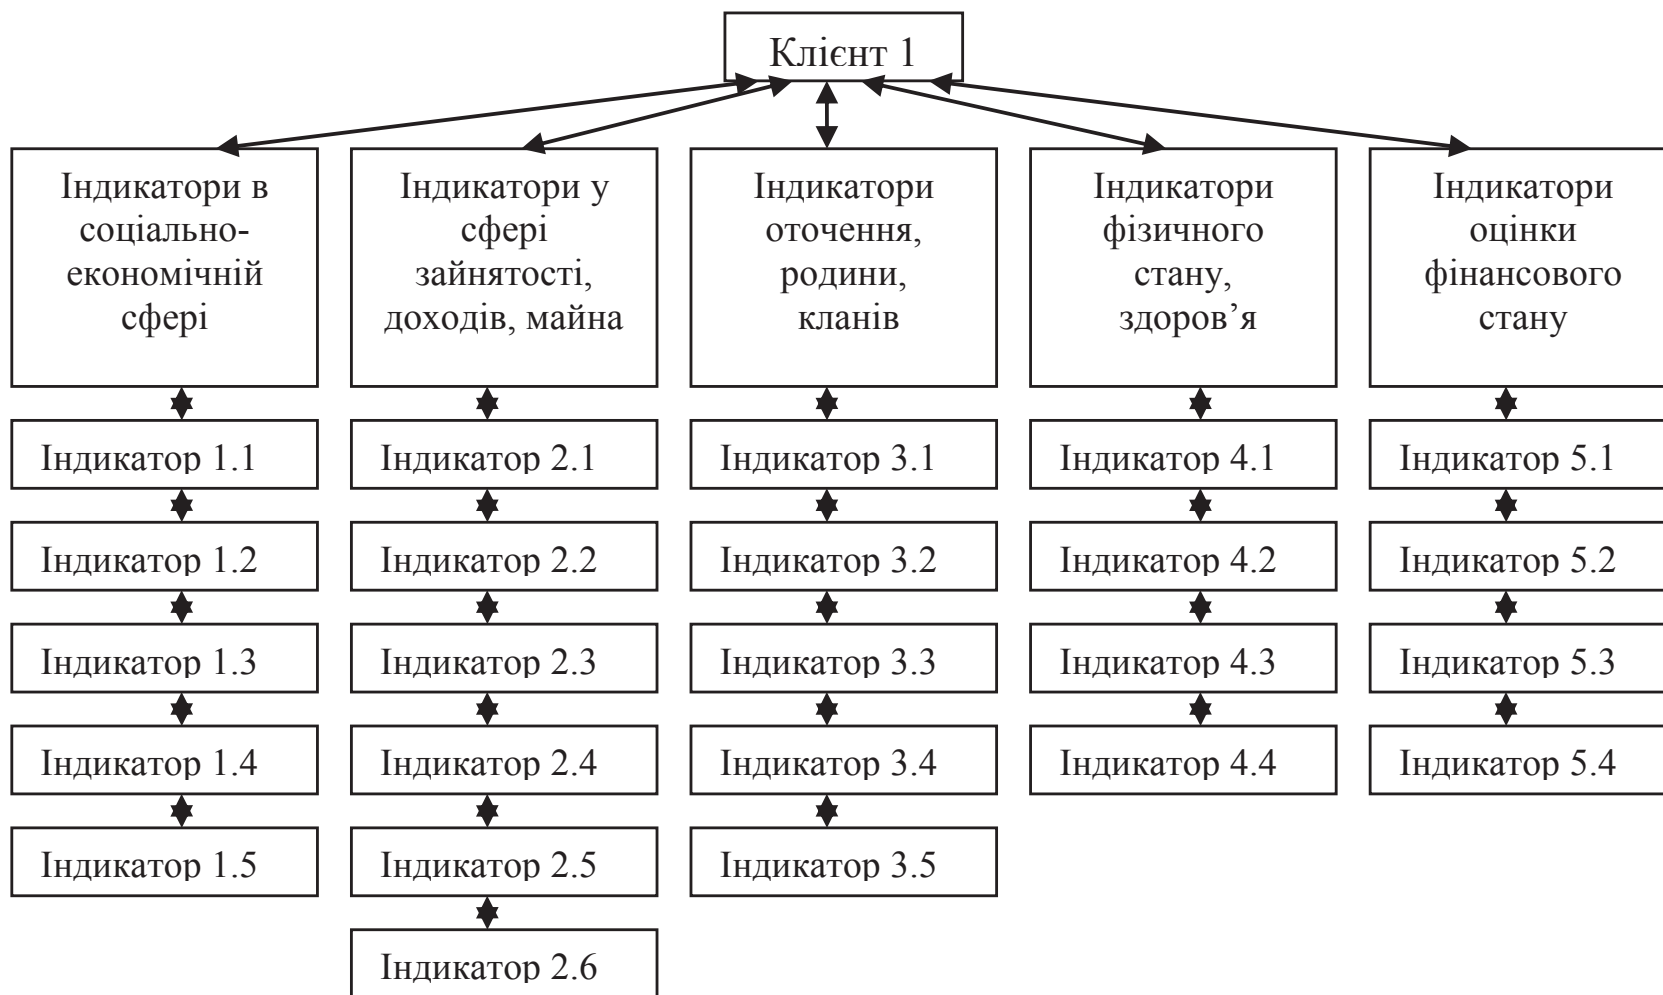 Клієнт 1
Індикатори в
соціально-
економічній
сфері
Індикатори у
сфері
зайнятості,
доходів, майна
Індикатори
оточення,
родини,
кланів
Індикатори
фізичного
стану,
здоров’я
Індикатори
оцінки
фінансового
стану
Індикатор 1.1
Індикатор 2.1
Індикатор 3.1
Індикатор 4.1
Індикатор 5.1
Індикатор 1.2
Індикатор 2.2
Індикатор 3.2
Індикатор 4.2
Індикатор 5.2
Індикатор 1.3
Індикатор 2.3
Індикатор 3.3
Індикатор 4.3
Індикатор 5.3
Індикатор 1.4
Індикатор 2.4
Індикатор 3.4
Індикатор 4.4
Індикатор 5.4
Індикатор 1.5
Індикатор 2.5
Індикатор 3.5
Індикатор 2.6